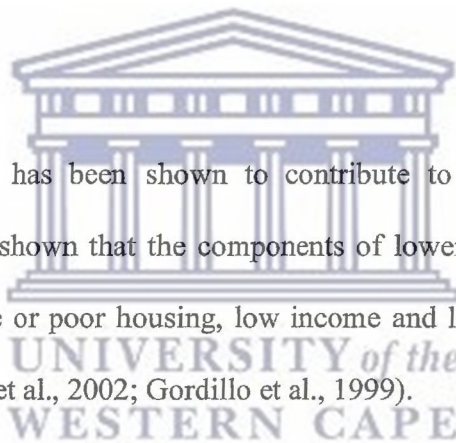 has been shown to contribute to
shown that the components of lower
e or poor housing, low income and l
UNIVERSITY of the
et al., 2002; Gordillo et al., 1999).
WESTERN CAPE